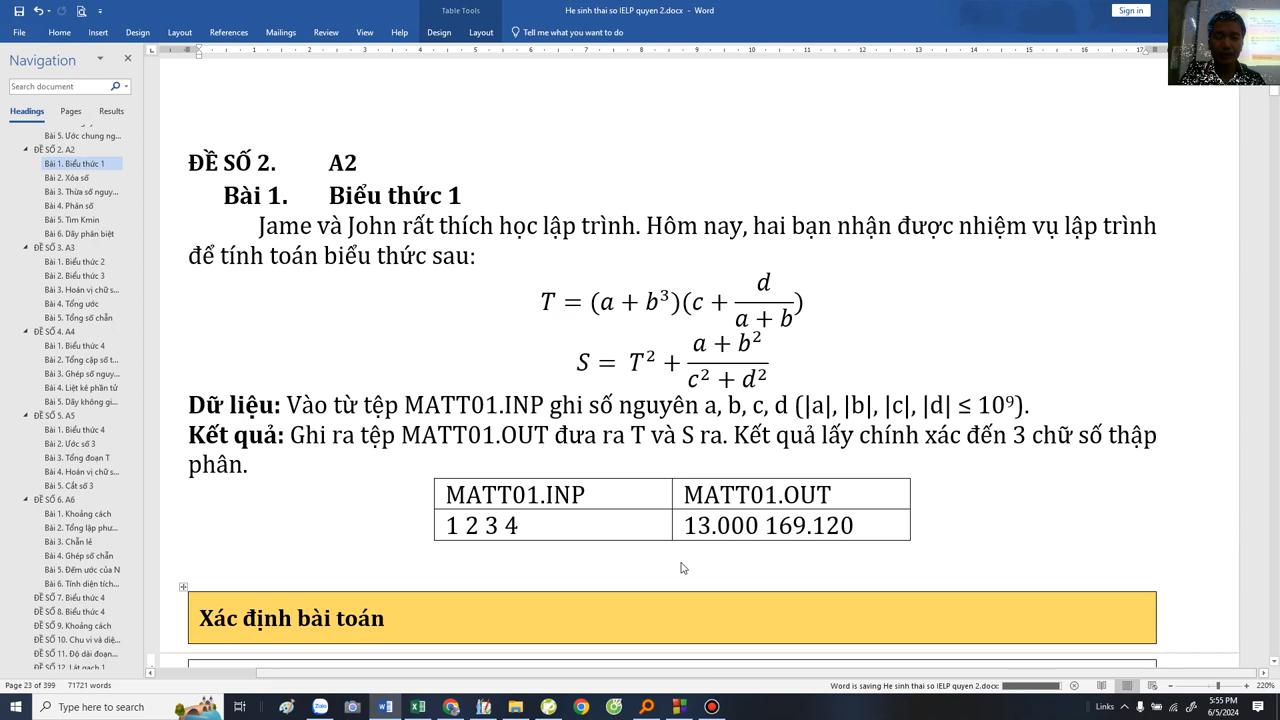 Table Tools
He sinh thai so IELP quyen 2.docx - Word
Sign in
File Home Insert Design Layout References Mailings Review View Help Design Layout Tell me what you want to do
Navigation
Search document
Headings Pages Results
Bài 5. Ước chung ng...
ĐỀ SỐ 2. A2
Bài 1. Biểu thức 1
Bài 2. Xóa số
Bài 3. Thừa số nguy...
Bài 4. Phân số
Bài 5. Tìm Kmin
Bài 6. Dãy phân biệt
ĐỀ SỐ 3. A3
Bài 1. Biểu thức 2
Bài 2. Biểu thức 3
Bài 3. Hoán vị chữ s...
Bài 4. Tổng ước
Bài 5. Tổng số chẵn
ĐỀ SỐ 4. A4
Bài 1. Biểu thức 4
Bài 2. Tổng cặp số t...
Bài 3. Ghép số nguy...
Bài 4. Liệt kê phần tử
Bài 5. Dãy không gi...
ĐỀ SỐ 5. A5
Bài 1. Biểu thức 4
Bài 2. Ước số 3
Bài 3. Tổng đoạn T
Bài 4. Hoán vị chữ s...
Bài 5. Cắt số 3
ĐỀ SỐ 6. A6
Bài 1. Khoảng cách
Bài 2. Tổng lập phư...
Bài 3. Chẵn lẻ
Bài 4. Ghép số chẵn
Bài 5. Đếm ước của N
Bài 6. Tính diện tích...
ĐỀ SỐ 7. Biểu thức 4
ĐỀ SỐ 8. Biểu thức 4
ĐỀ SỐ 9. Khoảng cách
ĐỀ SỐ 10. Chu vi và diệ...
ĐỀ SỐ 11. Độ dài đoạn...
ĐỀ SỐ 12. Lát gạch 1
ĐỀ SỐ 2. A2
Bài 1. Biểu thức 1
Jame và John rất thích học lập trình. Hôm nay, hai bạn nhận được nhiệm vụ lập trình
để tính toán biểu thức sau:
T = (a + b³)(c + d/(a + b))
S = T² + (a + b²)/(c² + d²)
Dữ liệu: Vào từ tệp MATT01.INP ghi số nguyên a, b, c, d (|a|, |b|, |c|, |d| ≤ 10⁹).
Kết quả: Ghi ra tệp MATT01.OUT đưa ra T và S ra. Kết quả lấy chính xác đến 3 chữ số thập
phân.
MATT01.INP MATT01.OUT
1 2 3 4 13.000 169.120
Xác định bài toán
Page 23 of 399 71721 words
Word is saving He sinh thai so IELP quyen 2.docx
220%
Type here to search
Links
5:55 PM
6/5/2024